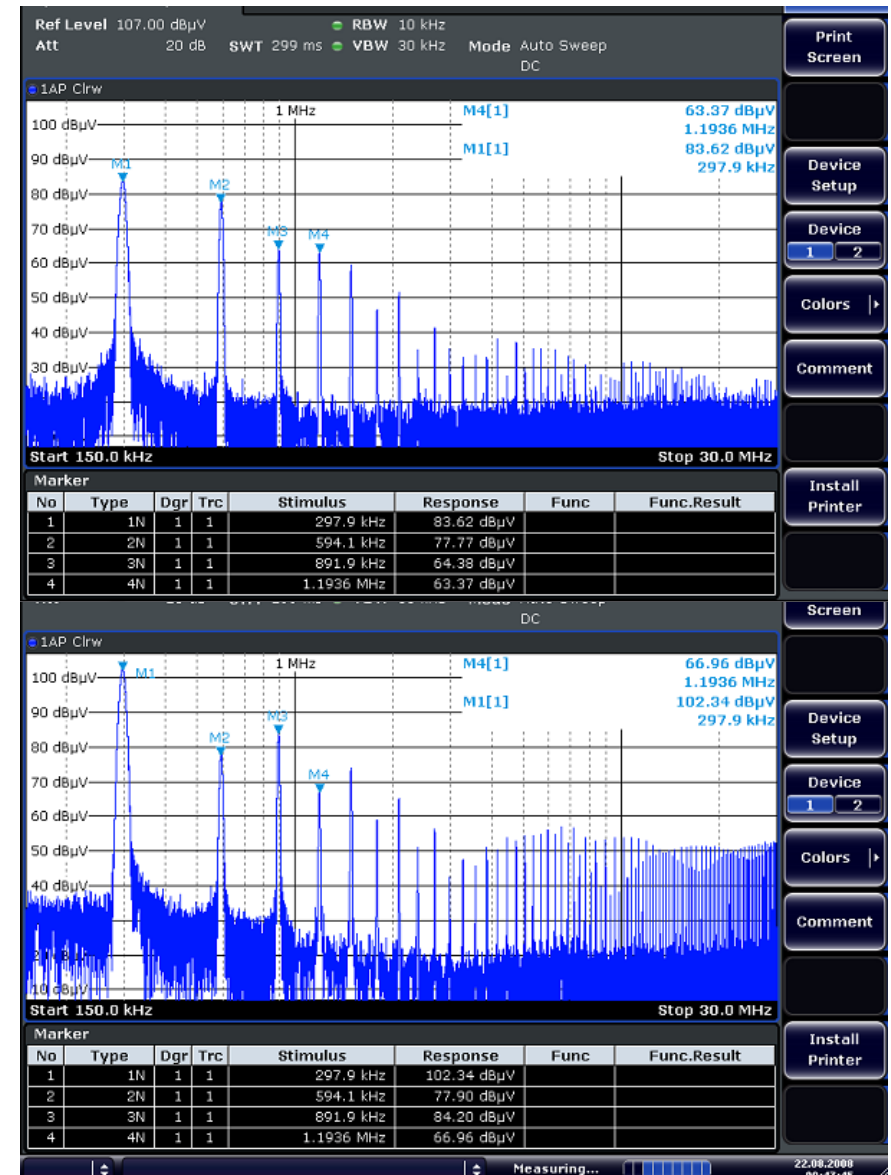 Ref Level 107.00 dBµV RBW 10 kHz
Att 20 dB SWT 299 ms VBW 30 kHz Mode Auto Sweep
DC
1AP Clrw
1 MHz M4[1] 63.37 dBµV
1.1936 MHz
M1[1] 83.62 dBµV
297.9 kHz
100 dBµV
90 dBµV
80 dBµV
70 dBµV
60 dBµV
50 dBµV
40 dBµV
30 dBµV
M1
M2
M3
M4
Start 150.0 kHz Stop 30.0 MHz
Marker
No Type Dgr Trc Stimulus Response Func Func.Result
1 1N 1 1 297.9 kHz 83.62 dBµV
2 2N 1 1 594.1 kHz 77.77 dBµV
3 3N 1 1 891.9 kHz 64.38 dBµV
4 4N 1 1 1.1936 MHz 63.37 dBµV
Print
Screen
Device
Setup
Device
1 2
Colors
Comment
Install
Printer
DC
1AP Clrw
1 MHz M4[1] 66.96 dBµV
1.1936 MHz
M1[1] 102.34 dBµV
297.9 kHz
100 dBµV
90 dBµV
80 dBµV
70 dBµV
60 dBµV
50 dBµV
40 dBµV
10 dBµV
M1
M2
M3
M4
Start 150.0 kHz Stop 30.0 MHz
Marker
No Type Dgr Trc Stimulus Response Func Func.Result
1 1N 1 1 297.9 kHz 102.34 dBµV
2 2N 1 1 594.1 kHz 77.90 dBµV
3 3N 1 1 891.9 kHz 84.20 dBµV
4 4N 1 1 1.1936 MHz 66.96 dBµV
Screen
Device
Setup
Device
1 2
Colors
Comment
Install
Printer
Measuring... 22.08.2008